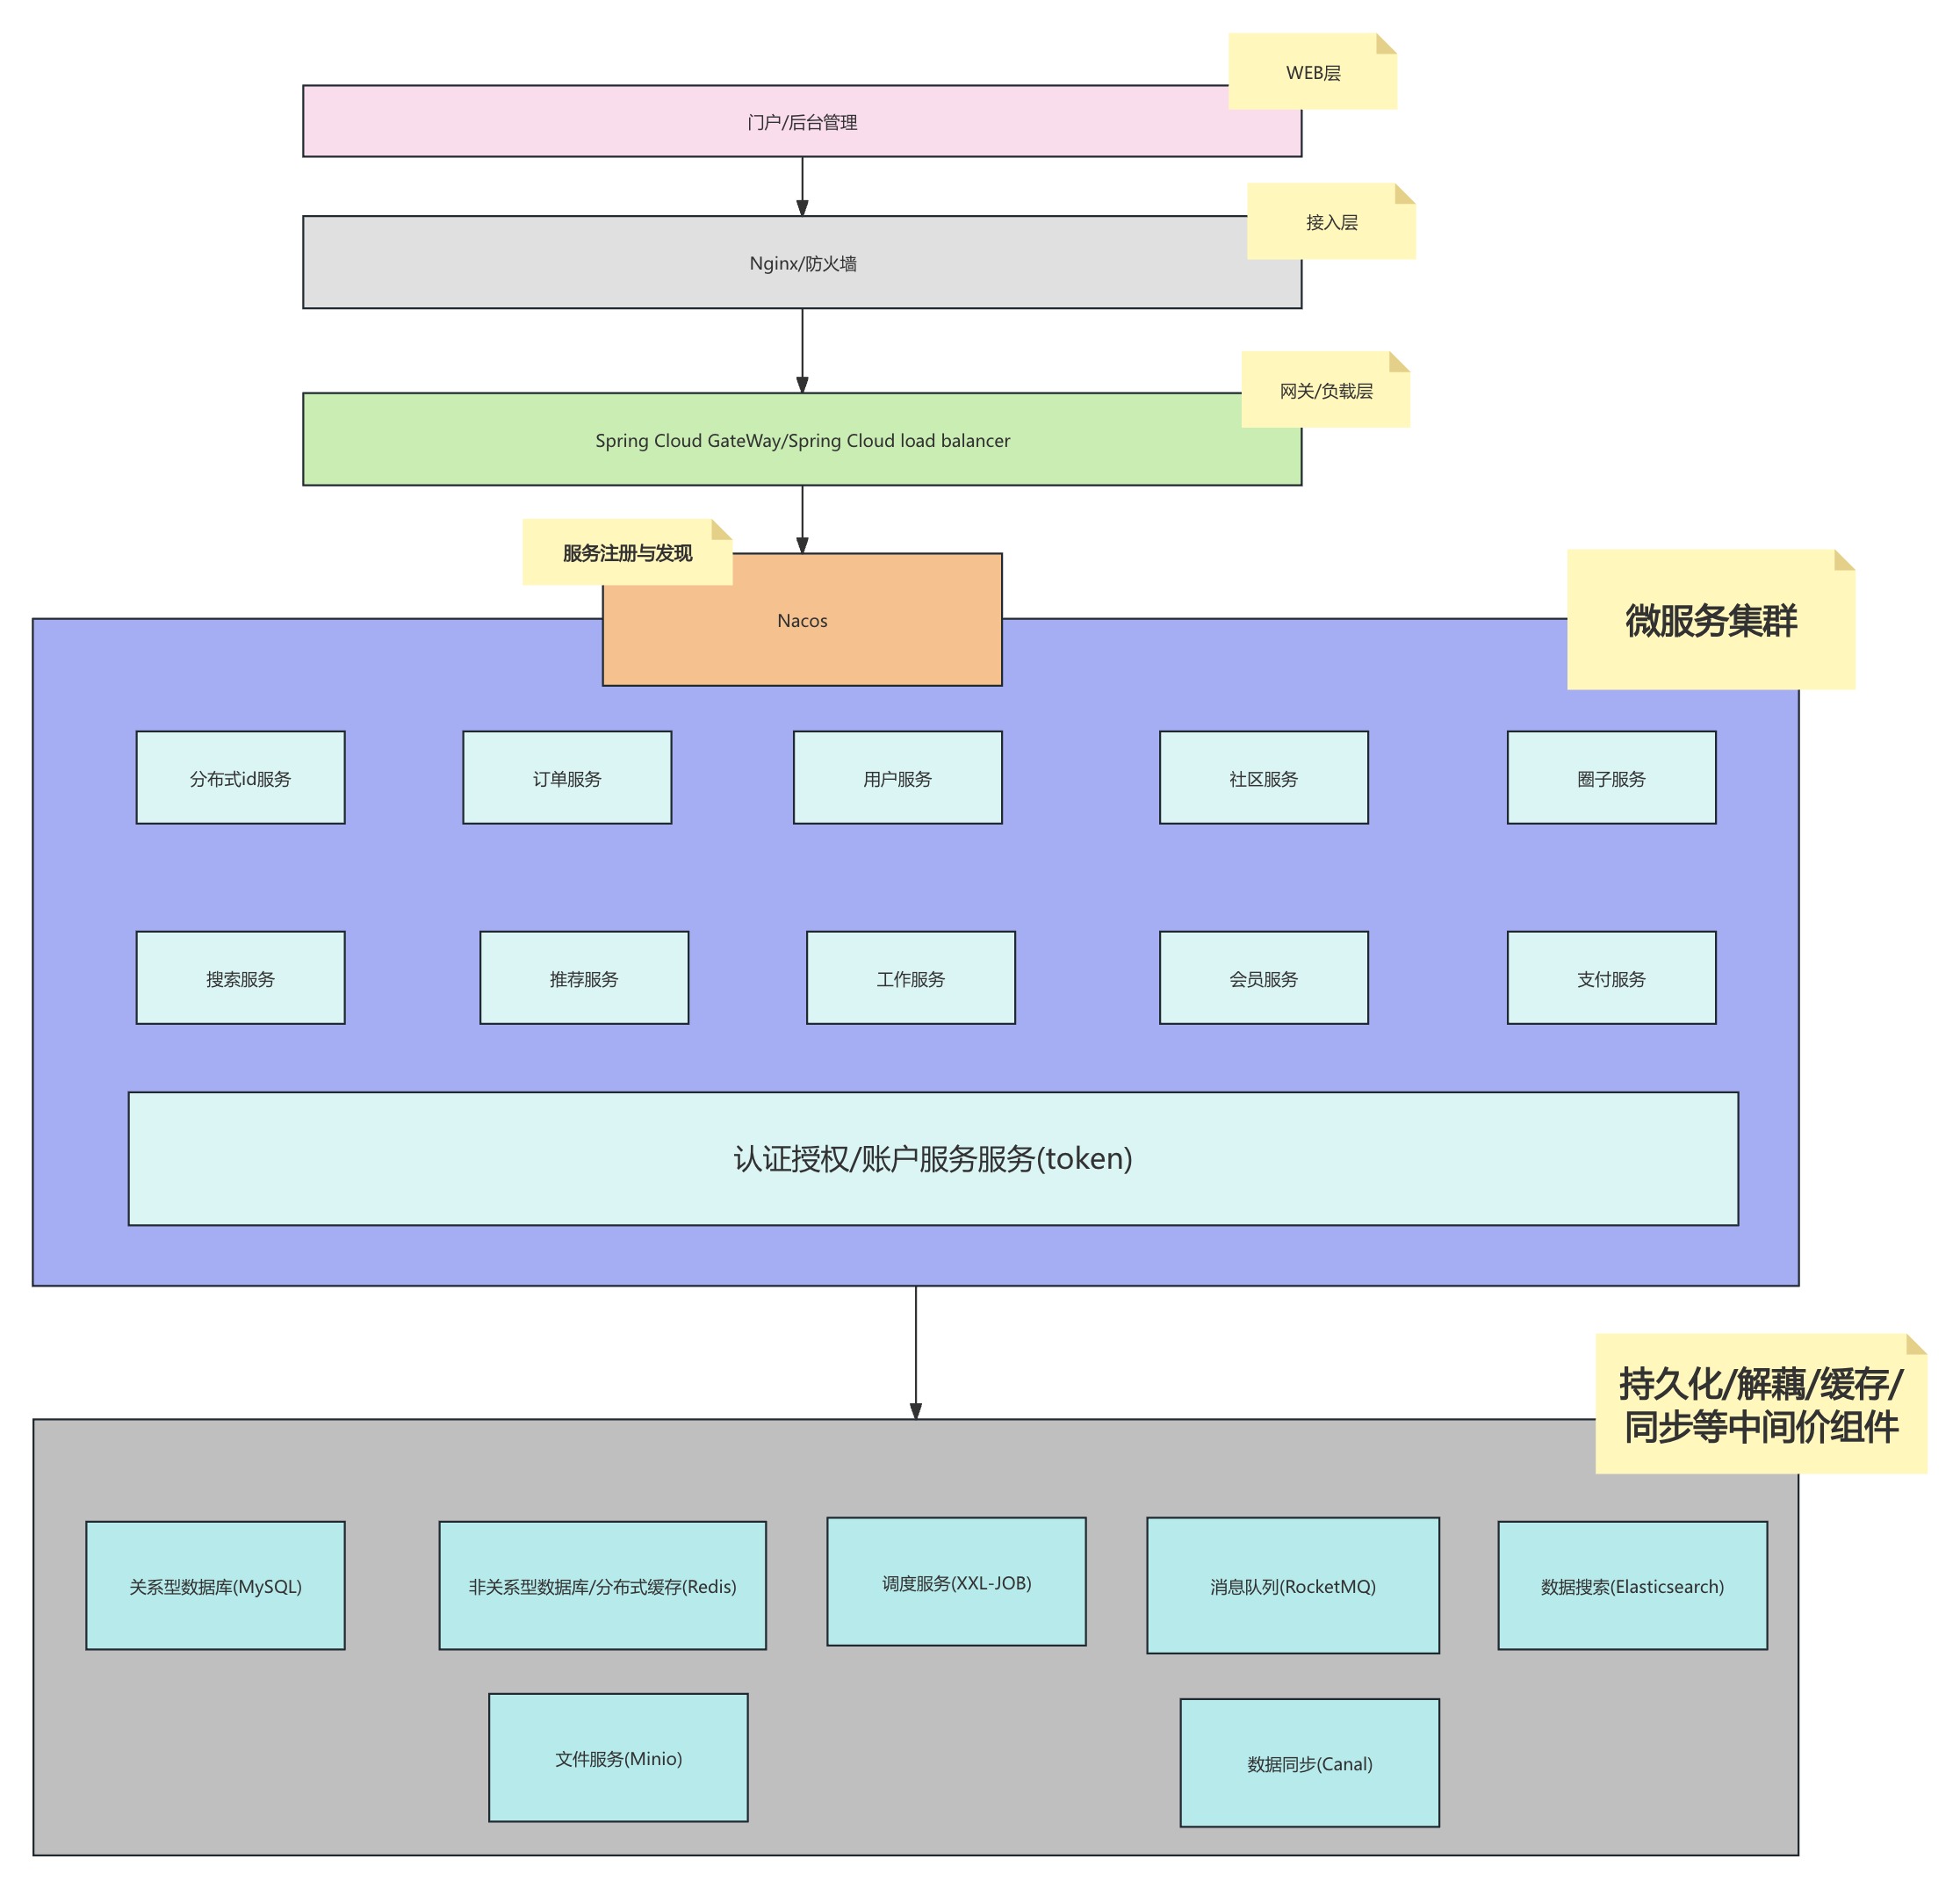 WEB层
门户/后台管理
接入层
Nginx/防火墙
网关/负载层
Spring Cloud GateWay/Spring Cloud load balancer
服务注册与发现
Nacos
微服务集群
分布式id服务
订单服务
用户服务
社区服务
圈子服务
搜索服务
推荐服务
工作服务
会员服务
支付服务
认证授权/账户服务服务(token)
持久化/解藕/缓存/
同步等中间价组件
关系型数据库(MySQL)
非关系型数据库/分布式缓存(Redis)
调度服务(XXL-JOB)
消息队列(RocketMQ)
数据搜索(Elasticsearch)
文件服务(Minio)
数据同步(Canal)